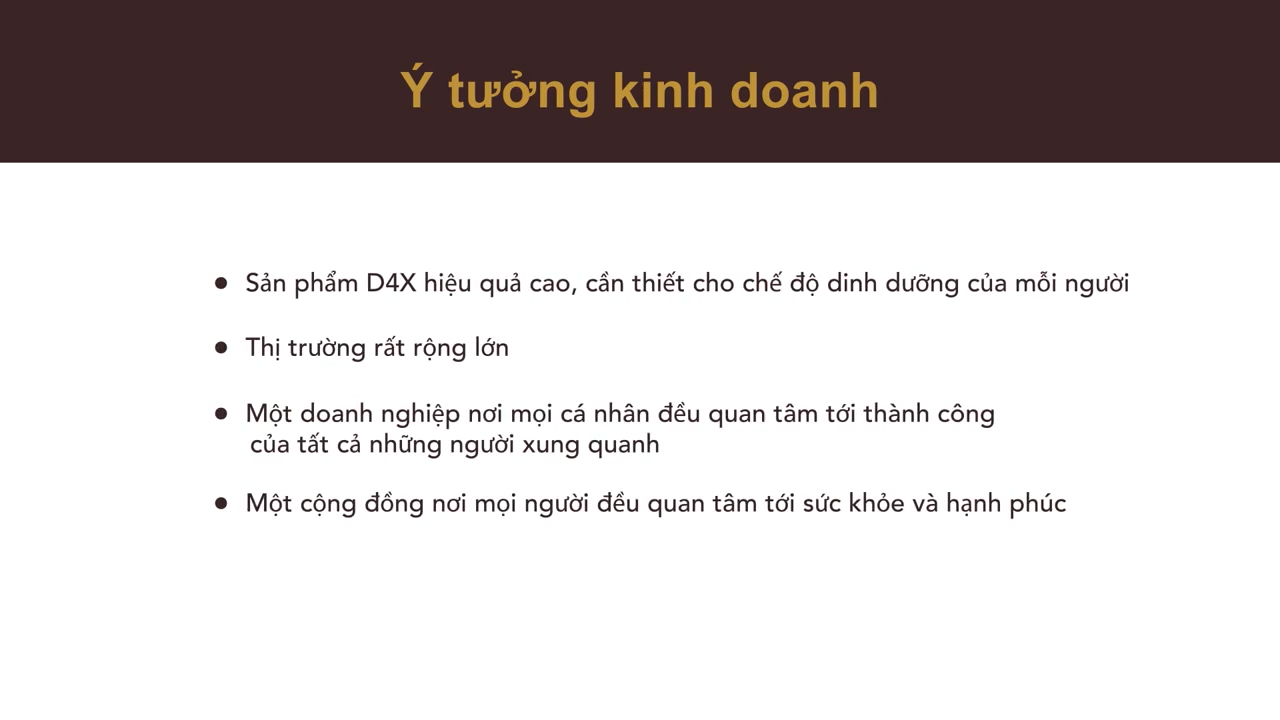 Ý tưởng kinh doanh
● Sản phẩm D4X hiệu quả cao, cần thiết cho chế độ dinh dưỡng của mỗi người
● Thị trường rất rộng lớn
● Một doanh nghiệp nơi mọi cá nhân đều quan tâm tới thành công
của tất cả những người xung quanh
● Một cộng đồng nơi mọi người đều quan tâm tới sức khỏe và hạnh phúc